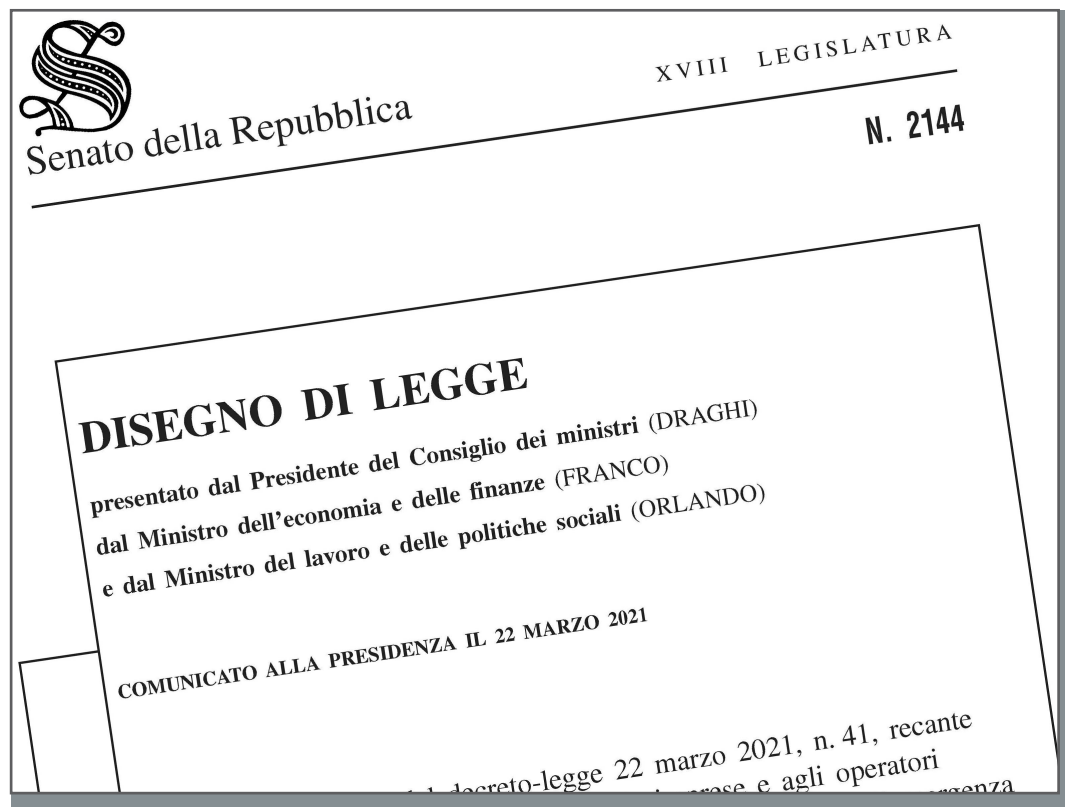 XVIII LEGISLATURA
Senato della Repubblica
N. 2144
DISEGNO DI LEGGE
presentato dal Presidente del Consiglio dei ministri (DRAGHI)
dal Ministro dell'economia e delle finanze (FRANCO)
e dal Ministro del lavoro e delle politiche sociali (ORLANDO)
COMUNICATO ALLA PRESIDENZA IL 22 MARZO 2021
decreto-legge 22 marzo 2021, n. 41, recante
e agli operatori